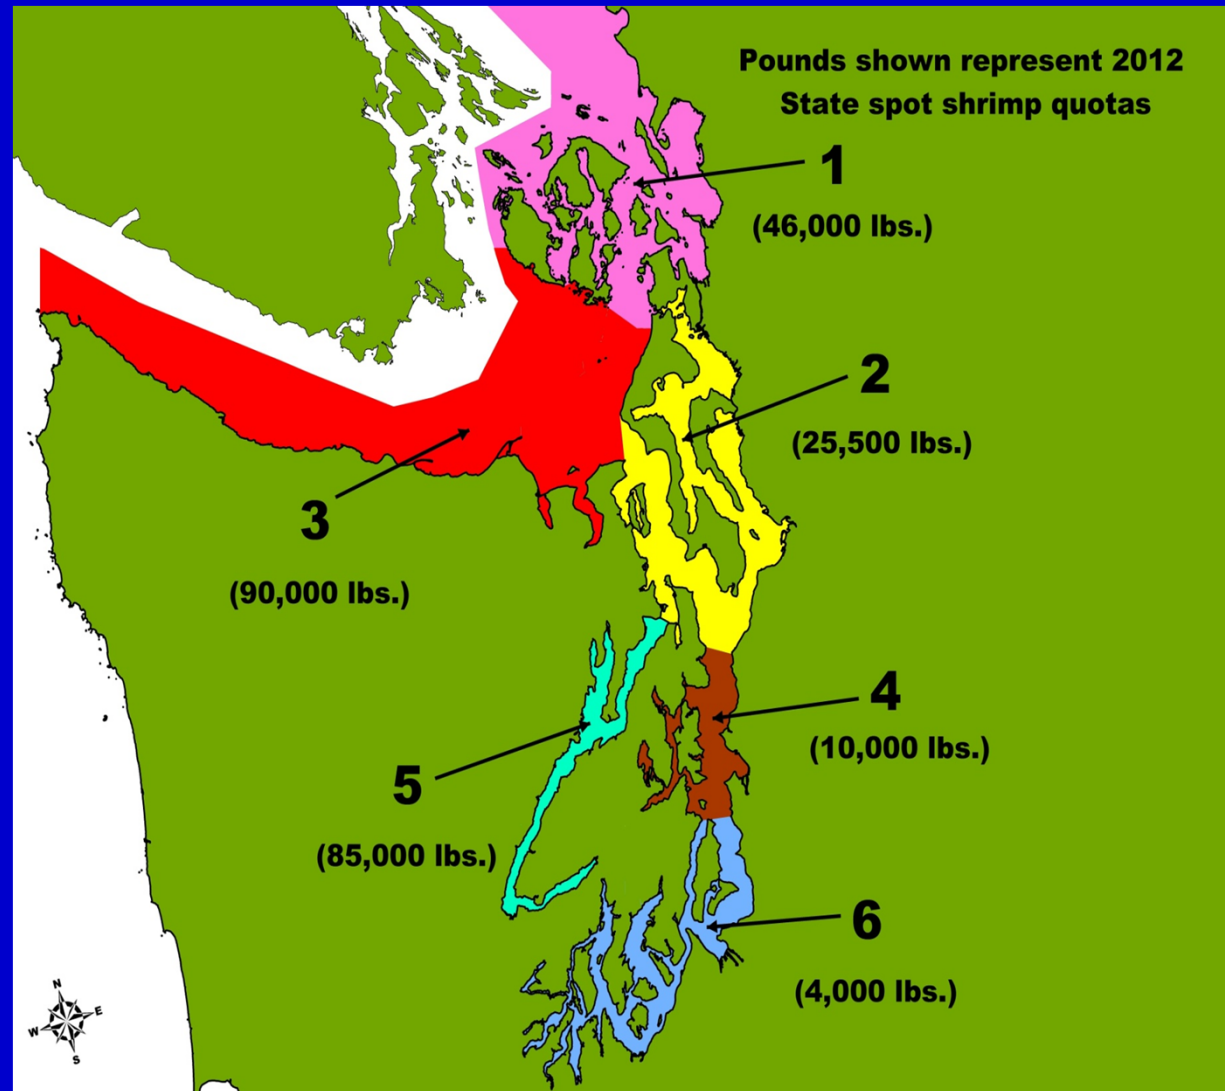 Pounds shown represent 2012
State spot shrimp quotas
1
(46,000 lbs.)
2
(25,500 lbs.)
3
(90,000 lbs.)
4
(10,000 lbs.)
5
(85,000 lbs.)
6
(4,000 lbs.)
N
W E
S